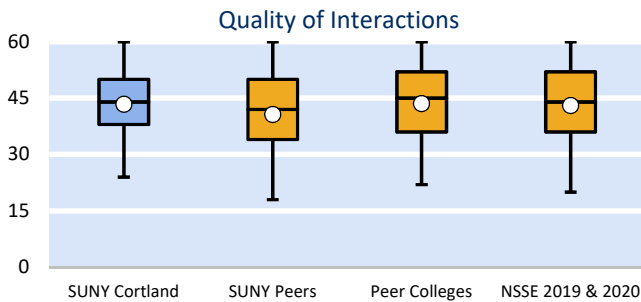 Quality of Interactions
60
45
30
15
0
SUNY Cortland
SUNY Peers
Peer Colleges
NSSE 2019 & 2020